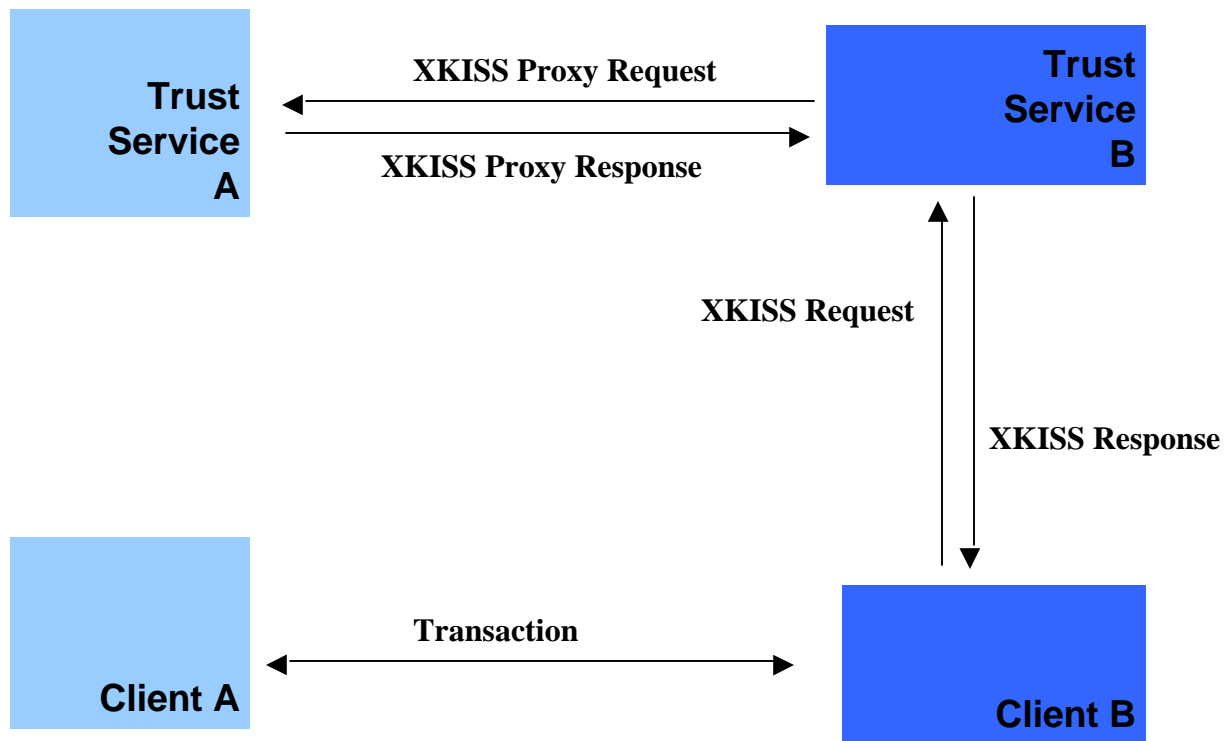 Trust
Service
A
XKISS Proxy Request
XKISS Proxy Response
Trust
Service
B
XKISS Request
XKISS Response
Transaction
Client A
Client B